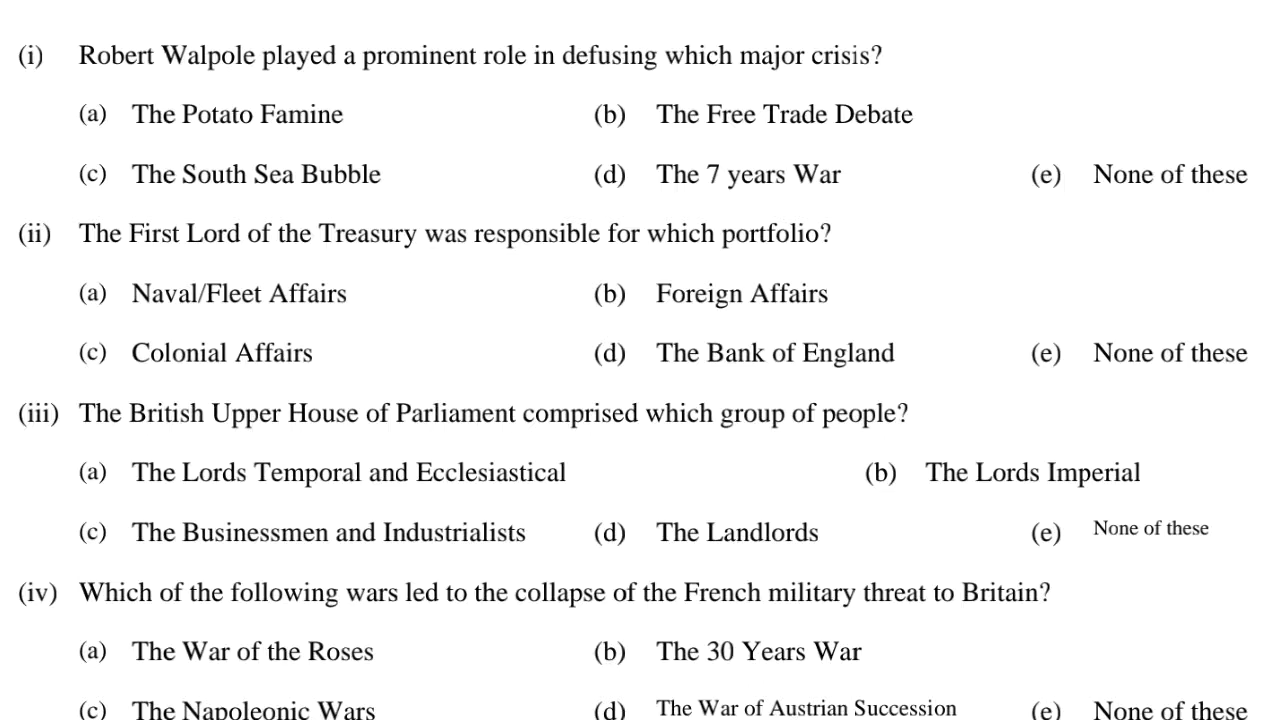 (i) Robert Walpole played a prominent role in defusing which major crisis?
(a) The Potato Famine (b) The Free Trade Debate
(c) The South Sea Bubble (d) The 7 years War (e) None of these
(ii) The First Lord of the Treasury was responsible for which portfolio?
(a) Naval/Fleet Affairs (b) Foreign Affairs
(c) Colonial Affairs (d) The Bank of England (e) None of these
(iii) The British Upper House of Parliament comprised which group of people?
(a) The Lords Temporal and Ecclesiastical (b) The Lords Imperial
(c) The Businessmen and Industrialists (d) The Landlords (e) None of these
(iv) Which of the following wars led to the collapse of the French military threat to Britain?
(a) The War of the Roses (b) The 30 Years War
(c) The Napoleonic Wars (d) The War of Austrian Succession (e) None of these